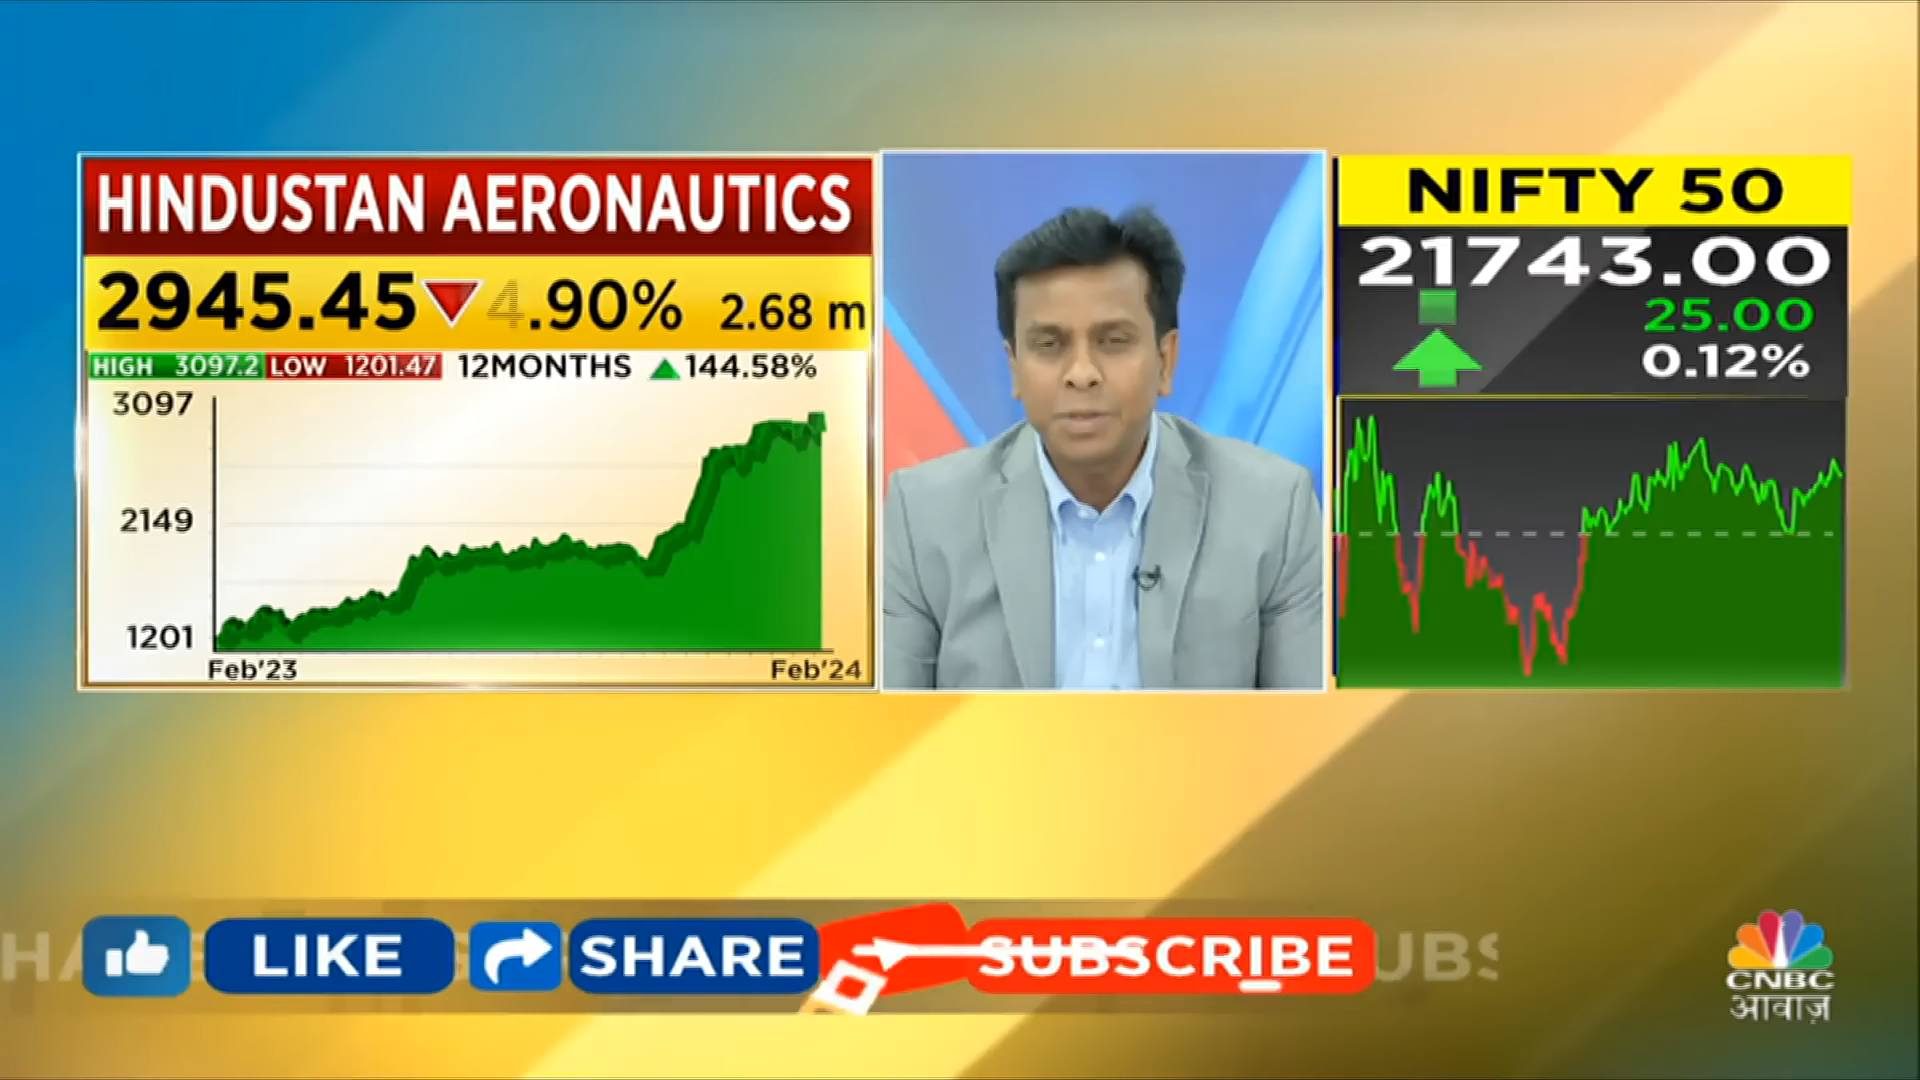 HINDUSTAN AERONAUTICS
2945.45 4.90% 2.68 m
HIGH 3097.2 LOW 1201.47 12MONTHS 144.58%
3097
2149
1201
Feb'23 Feb'24
NIFTY 50
21743.00
25.00
0.12%
LIKE SHARE SUBSCRIBE
CNBC
आवाज़